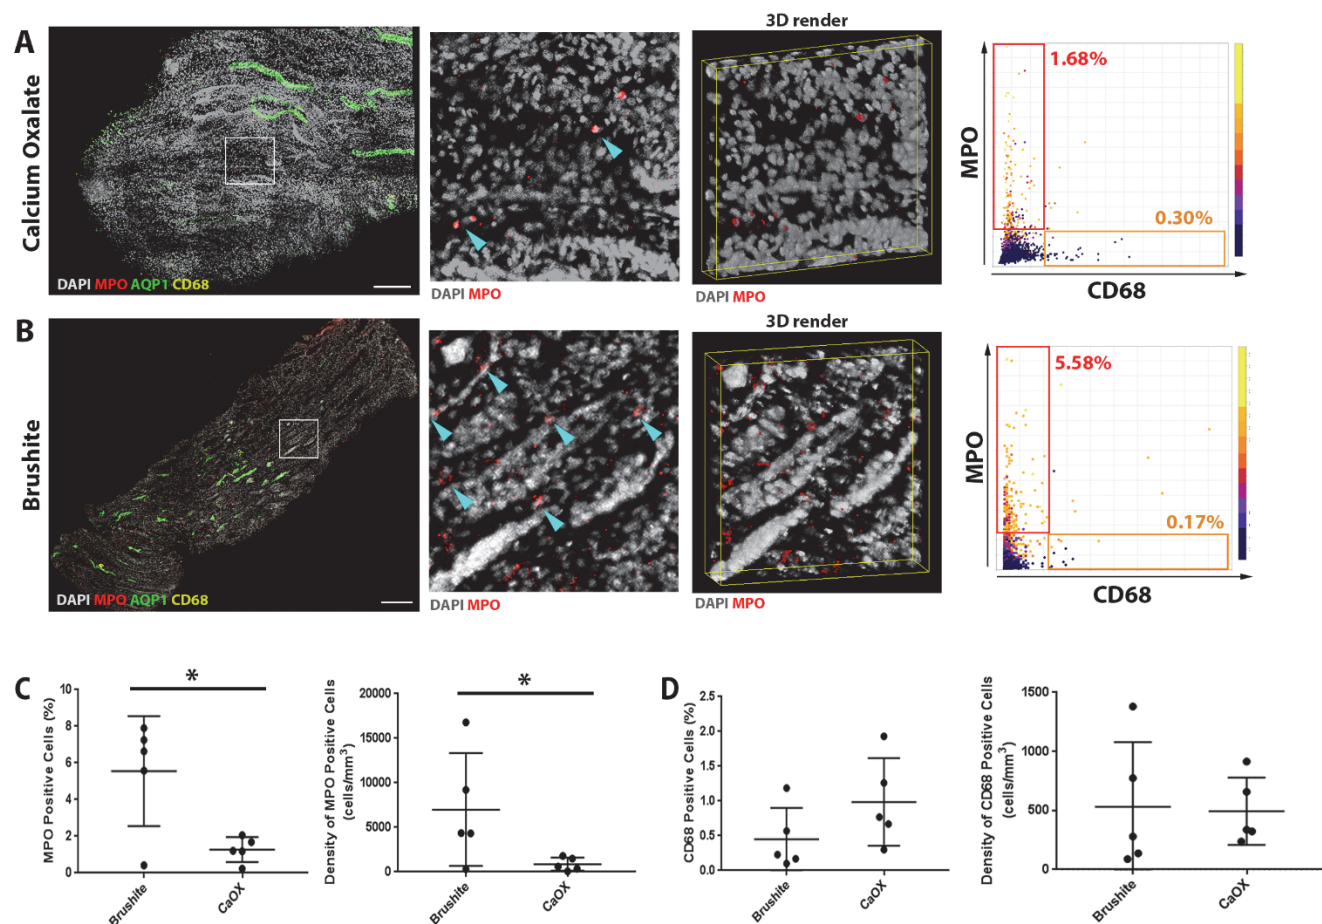 A
Calcium Oxalate
DAPI MPO AQP1 CD68
DAPI MPO
3D render
DAPI MPO
MPO
1.68%
0.30%
CD68
B
Brushite
DAPI MPO AQP1 CD68
DAPI MPO
3D render
DAPI MPO
MPO
5.58%
0.17%
CD68
C
*
MPO Positive Cells (%)
10
8
6
4
2
0
Brushite
CaOX
*
Density of MPO Positive Cells
(cells/mm³)
20000
15000
10000
5000
0
Brushite
CaOX
D
CD68 Positive Cells (%)
2.5
2.0
1.5
1.0
0.5
0.0
Brushite
CaOX
Density of CD68 Positive Cells
(cells/mm³)
1500
1000
500
0
Brushite
CaOX